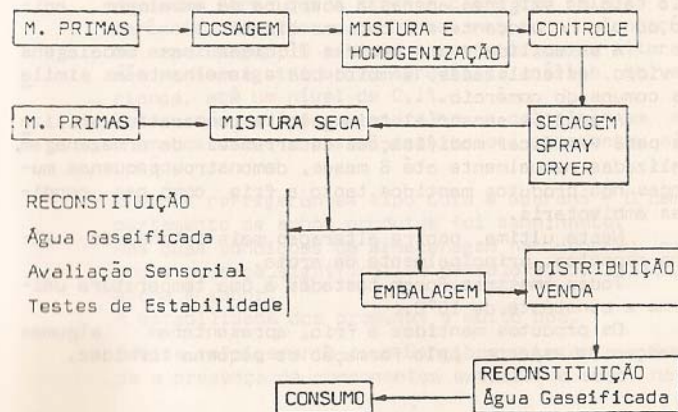 M. PRIMAS
DOSAGEM
MISTURA E
HOMOGENIZAÇÃO
CONTROLE
M. PRIMAS
MISTURA SECA
SECAGEM
SPRAY
DRYER
RECONSTITUIÇÃO
Água Gaseificada
Avaliação Sensorial
Testes de Estabilidade
EMBALAGEM
DISTRIBUIÇÃO
VENDA
RECONSTITUIÇÃO
Água Gaseificada
CONSUMO